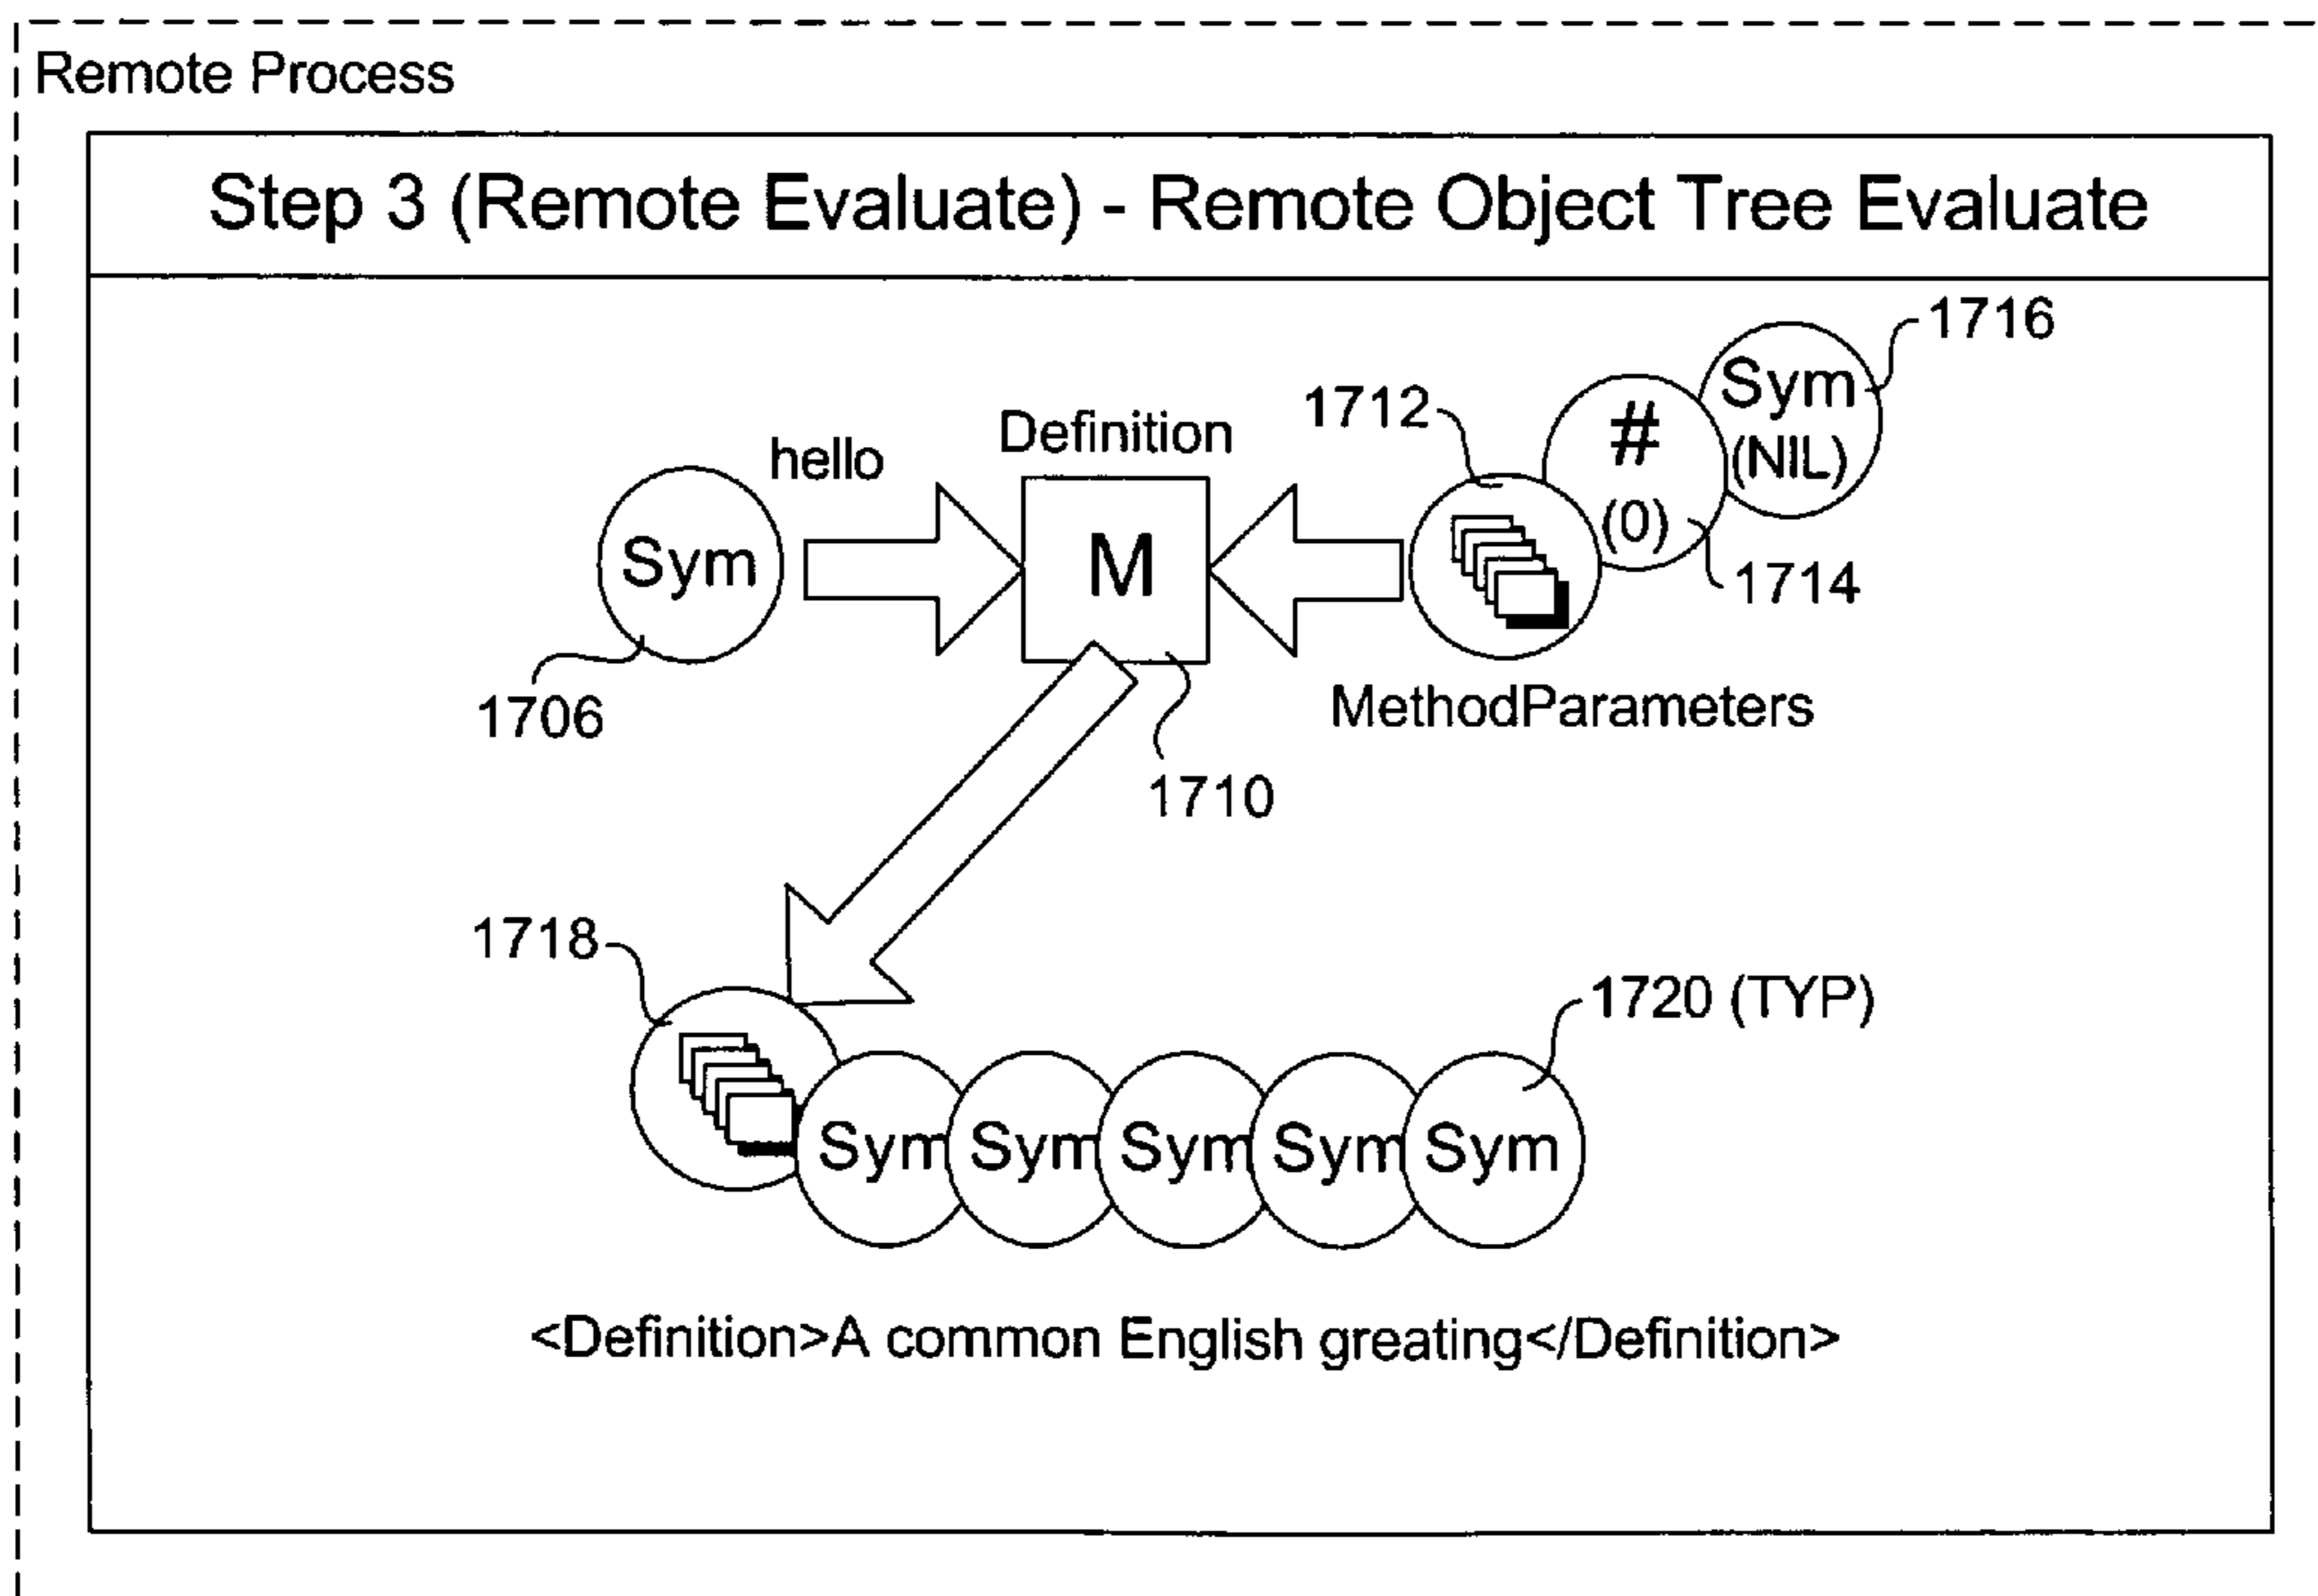 Remote Process
Step 3 (Remote Evaluate) - Remote Object Tree Evaluate
1716
Sym
(NIL)
1712
#
(0)
1714
Definition
hello
Sym
M
1706
MethodParameters
1710
1718
1720 (TYP)
Sym Sym Sym Sym Sym
<Definition>A common English greating</Definition>